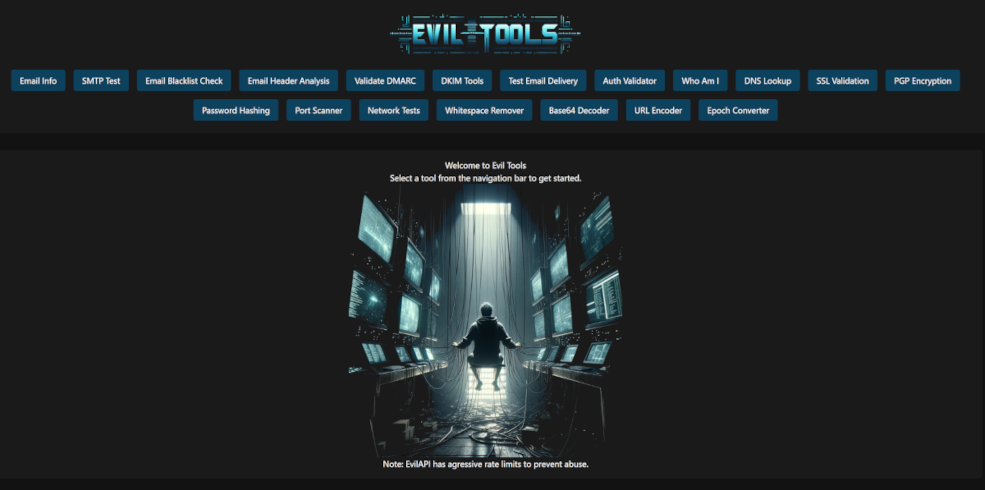 EVIL TOOLS
Email Info SMTP Test Email Blacklist Check Email Header Analysis Validate DMARC DKIM Tools Test Email Delivery Auth Validator Who Am I DNS Lookup SSL Validation PGP Encryption
Password Hashing Port Scanner Network Tests Whitespace Remover Base64 Decoder URL Encoder Epoch Converter
Welcome to Evil Tools
Select a tool from the navigation bar to get started.
Note: EvilAPI has agressive rate limits to prevent abuse.